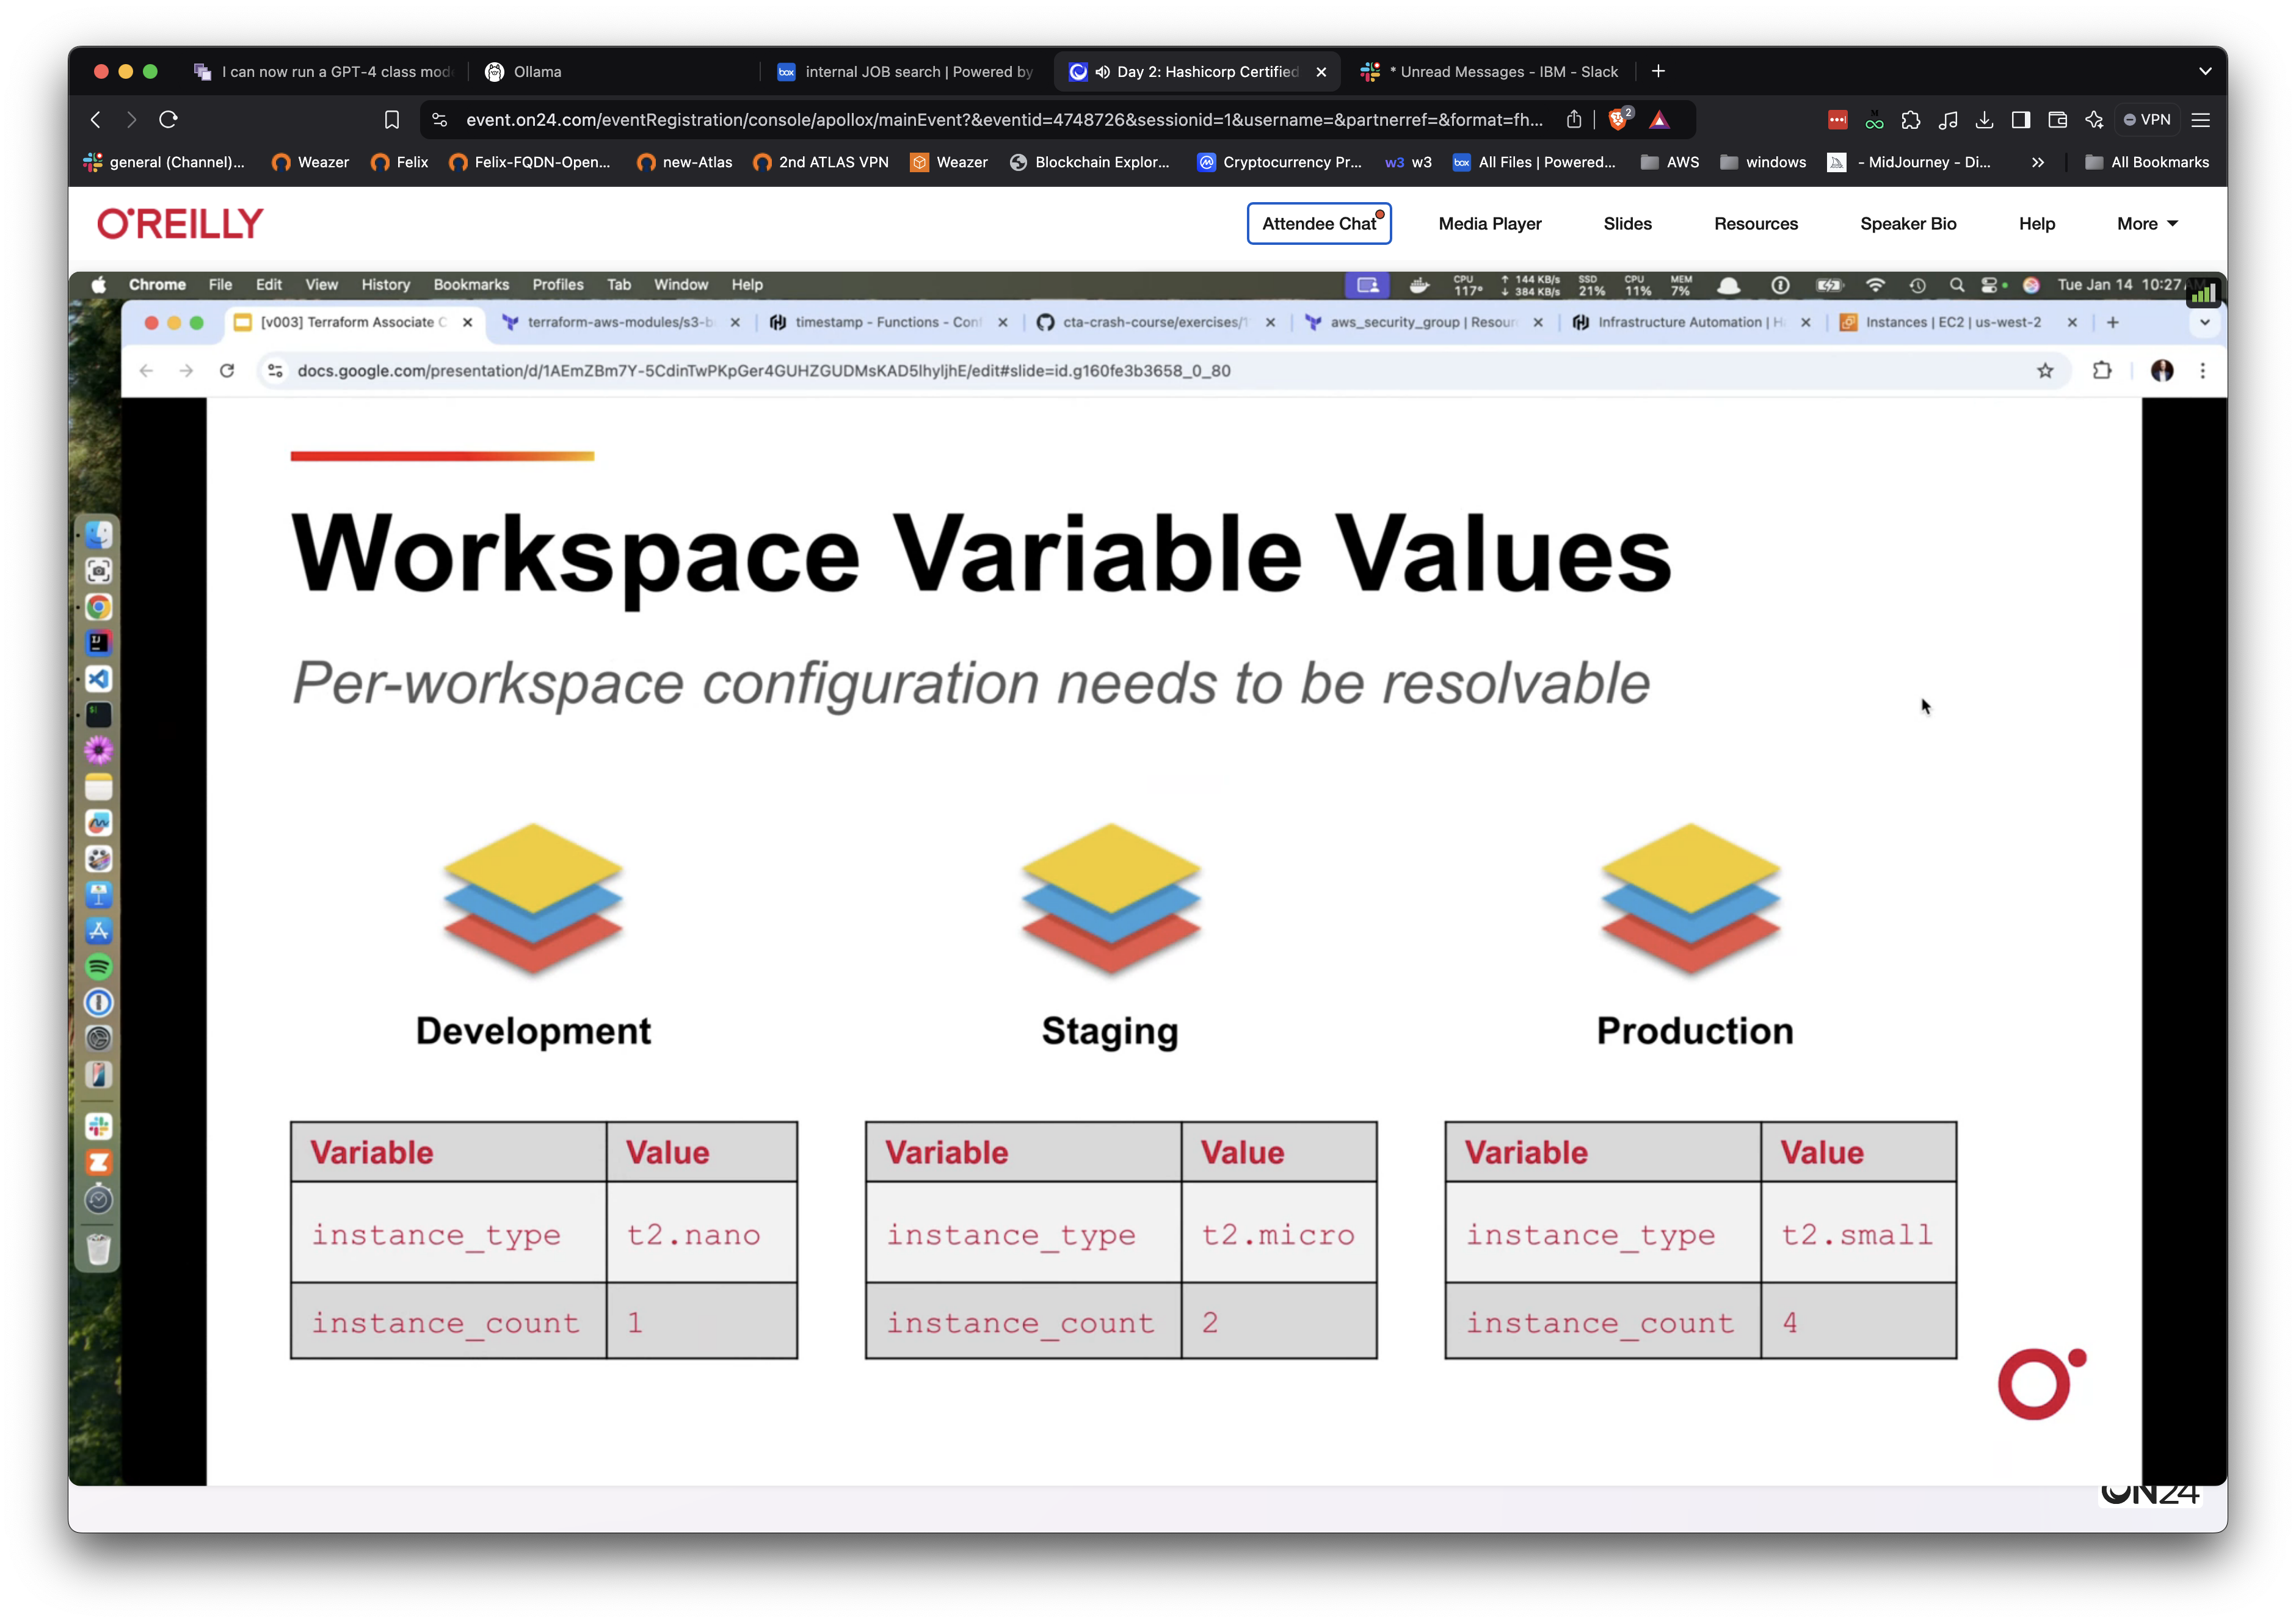 I can now run a GPT-4 class mod
Ollama
internal JOB search | Powered by
Day 2: Hashicorp Certified
* Unread Messages - IBM - Slack
event.on24.com/eventRegistration/console/apollox/mainEvent?&eventid=4748726&sessionid=1&username=&partnerref=&format=fh...
2
VPN
general (Channel)...
Weazer
Felix
Felix-FQDN-Open...
new-Atlas
2nd ATLAS VPN
Weazer
Blockchain Explor...
Cryptocurrency Pr...
w3 w3
box All Files | Powered...
AWS
windows
- MidJourney - Di...
All Bookmarks
O'REILLY
Attendee Chat
Media Player
Slides
Resources
Speaker Bio
Help
More
Chrome File Edit View History Bookmarks Profiles Tab Window Help
CPU 117°
↑ 144 KB/s
↓ 384 KB/s
SSD 21%
CPU 11%
MEM 7%
Tue Jan 14 10:27
[v003] Terraform Associate C
terraform-aws-modules/s3-b
timestamp - Functions - Conf
cta-crash-course/exercises/1
aws_security_group | Resour
Infrastructure Automation | H
Instances | EC2 | us-west-2
docs.google.com/presentation/d/1AEmZBm7Y-5CdinTwPKpGer4GUHZGUDMsKAD5lhyljhE/edit#slide=id.g160fe3b3658_0_80
Workspace Variable Values
Per-workspace configuration needs to be resolvable
Development
Staging
Production
Variable Value
instance_type t2.nano
instance_count 1
Variable Value
instance_type t2.micro
instance_count 2
Variable Value
instance_type t2.small
instance_count 4
ON24